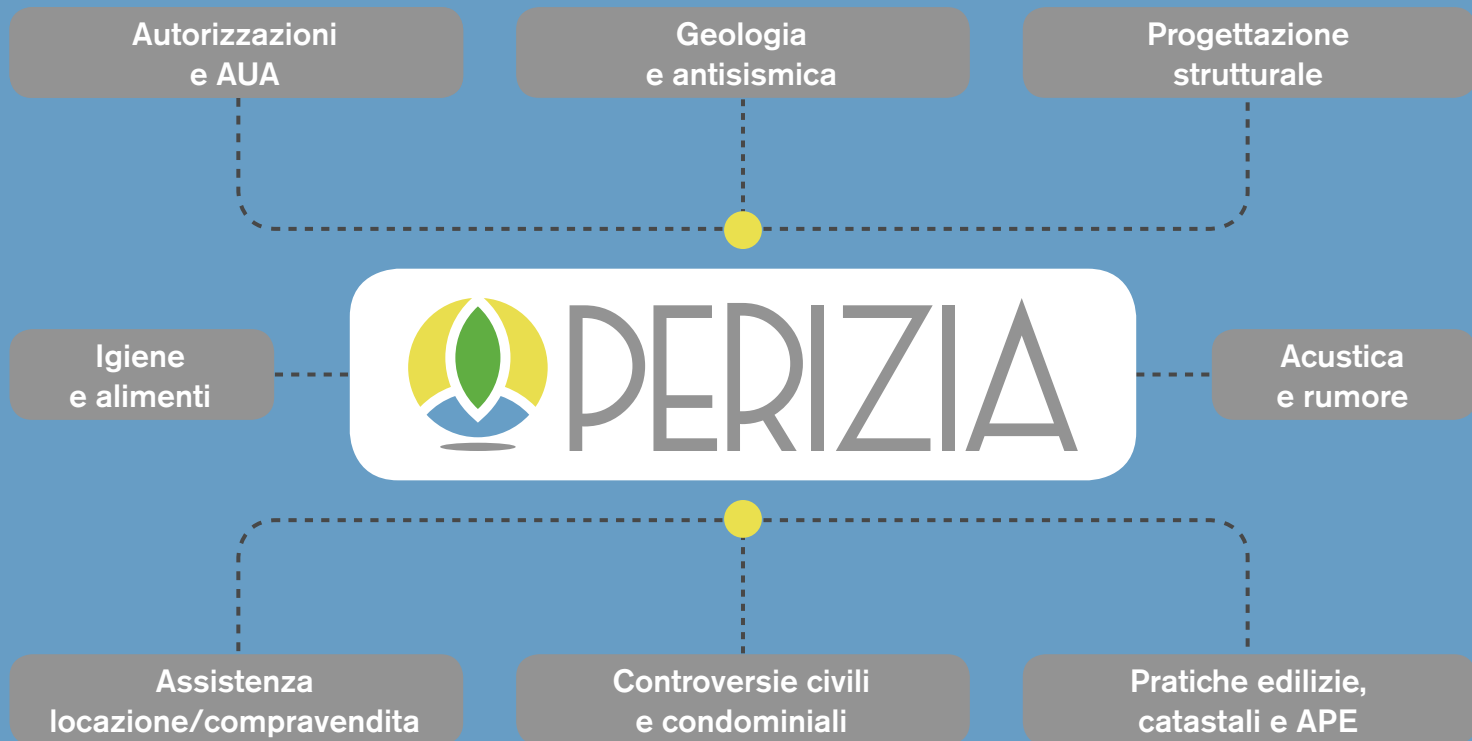 Autorizzazioni
e AUA
Geologia
e antisismica
Progettazione
strutturale
Igiene
e alimenti
PERIZIA
Acustica
e rumore
Assistenza
locazione/compravendita
Controversie civili
e condominiali
Pratiche edilizie,
catastali e APE